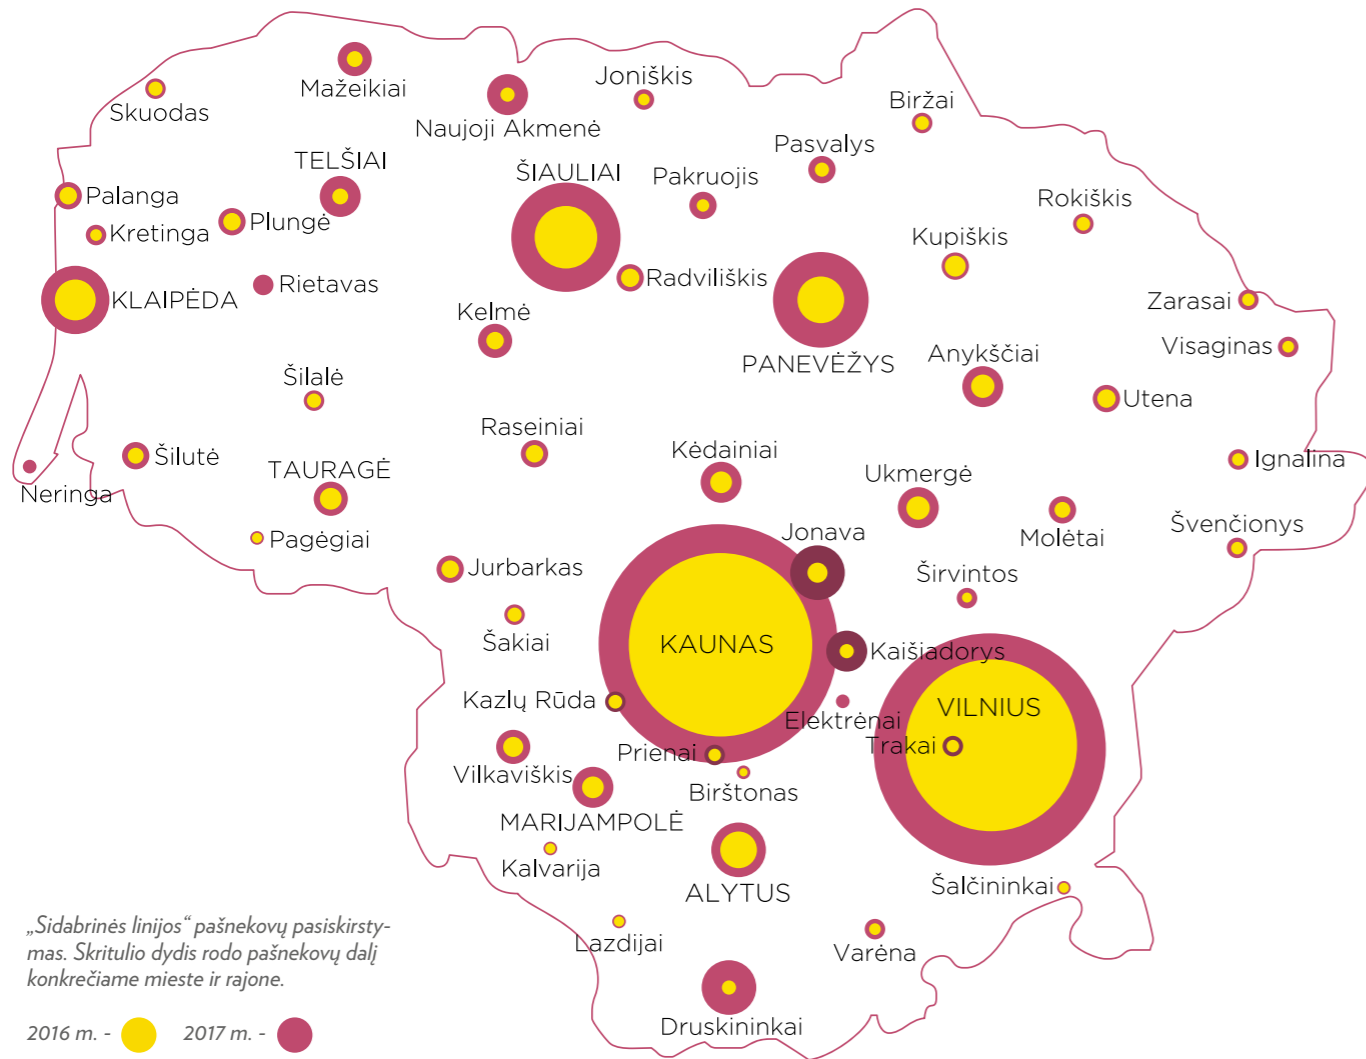 Joniškis
Mažeikiai
Biržai
Skuodas
Naujoji Akmenė
Pasvalys
TELŠIAI
ŠIAULIAI
Pakruojis
Palanga
Rokiškis
Plungė
Kretinga
Kupiškis
Radviliškis
Rietavas
KLAIPĖDA
Zarasai
Kelmė
Visaginas
Anykščiai
PANEVĖŽYS
Šilalė
Utena
Raseiniai
Kėdainiai
Šilutė
Ignalina
TAURAGĖ
Ukmergė
Neringa
Švenčionys
Jonava
Molėtai
Pagėgiai
Jurbarkas
Širvintos
Šakiai
KAUNAS
Kaišiadorys
Kazlų Rūda
VILNIUS
Elektrėnai
Prienai
Trakai
Vilkaviškis
Birštonas
MARIJAMPOLĖ
Kalvarija
ALYTUS
Šalčininkai
Lazdijai
Varėna
Druskininkai
„Sidabrinės linijos“ pašnekovų pasiskirsty-
mas. Skritulio dydis rodo pašnekovų dalį
konkrečiame mieste ir rajone.
2016 m. - 2017 m. -